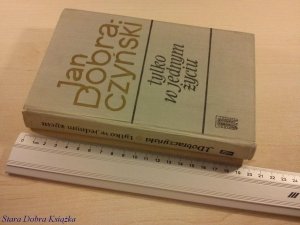 Jan
Dobra-
czyński
tylko
w jednym
życiu
J.Dobraczyński
tylko w jednym życiu
Stara Dobra Książka